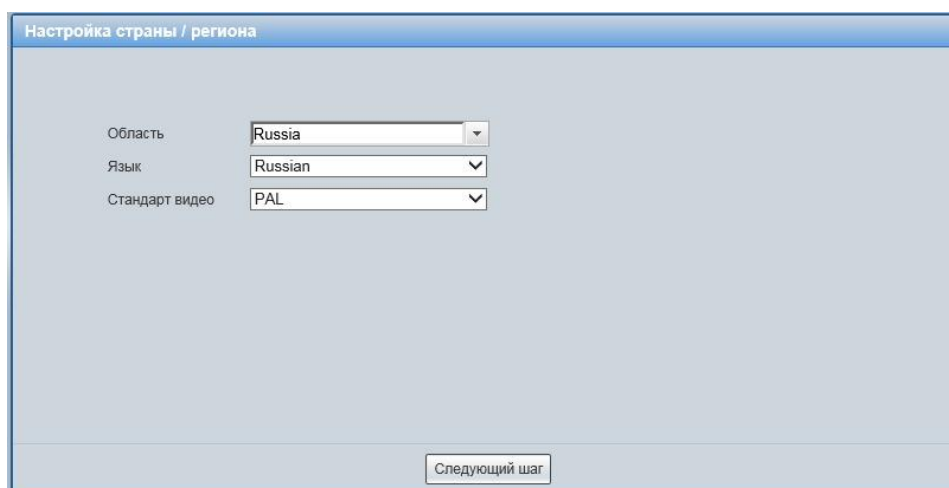 Настройка страны / региона
Область Russia
Язык Russian
Стандарт видео PAL
Следующий шаг